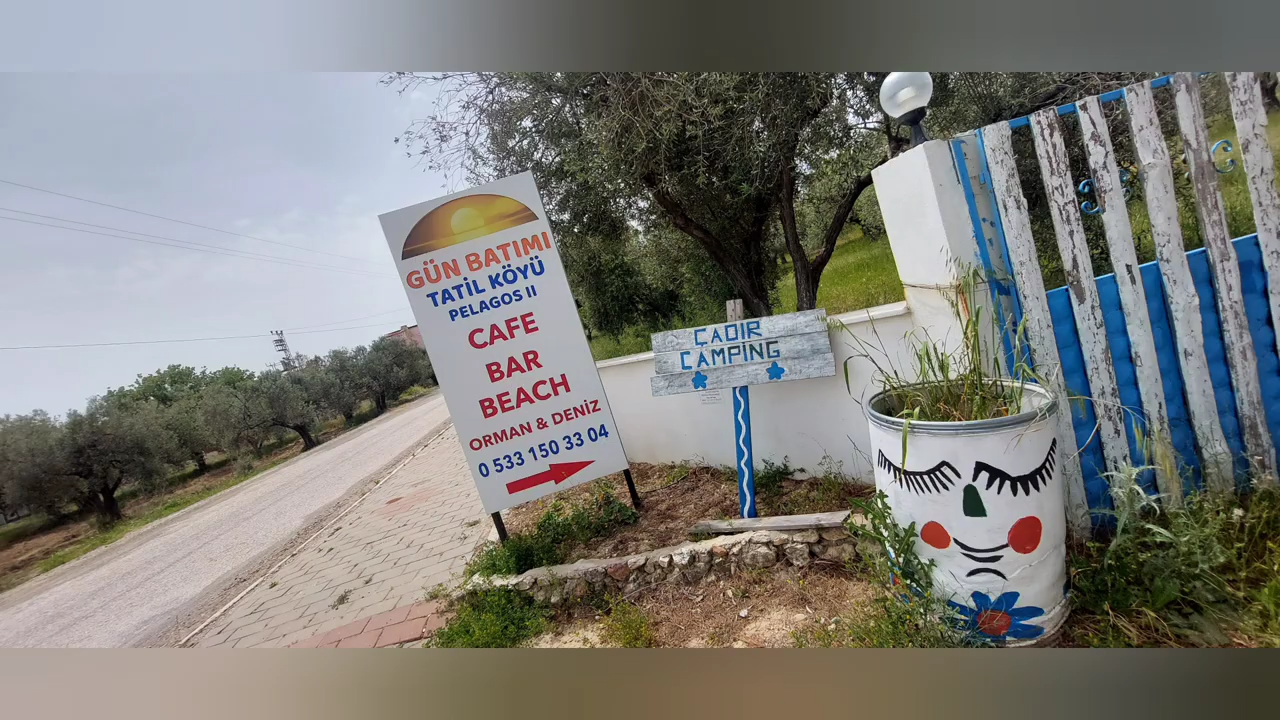 GÜN BATIMI
TATİL KÖYÜ
PELAGOS II
CAFE
BAR
BEACH
ORMAN & DENİZ
0 533 150 33 04
ÇADIR
CAMPING